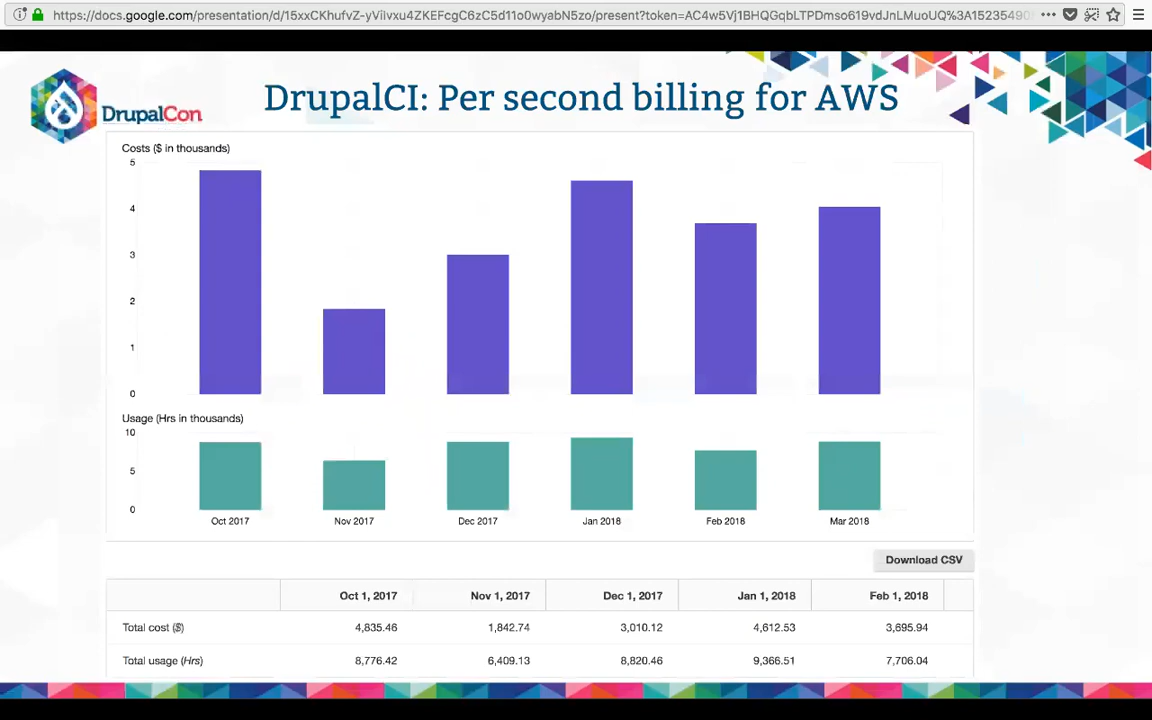 https://docs.google.com/presentation/d/15xxCKhufvZ-yVilvxu4ZKEFcgC6zC5d11o0wyabN5zo/present?token=AC4w5Vj1BHQGqbLTPDmso619vdJnLMuoUQ%3A15235490
DrupalCon
DrupalCI: Per second billing for AWS
Costs ($ in thousands)
5
4
3
2
1
0
Usage (Hrs in thousands)
10
5
0
Oct 2017 Nov 2017 Dec 2017 Jan 2018 Feb 2018 Mar 2018
Download CSV
Oct 1, 2017 Nov 1, 2017 Dec 1, 2017 Jan 1, 2018 Feb 1, 2018
Total cost ($) 4,835.46 1,842.74 3,010.12 4,612.53 3,695.94
Total usage (Hrs) 8,776.42 6,409.13 8,820.46 9,366.51 7,706.04